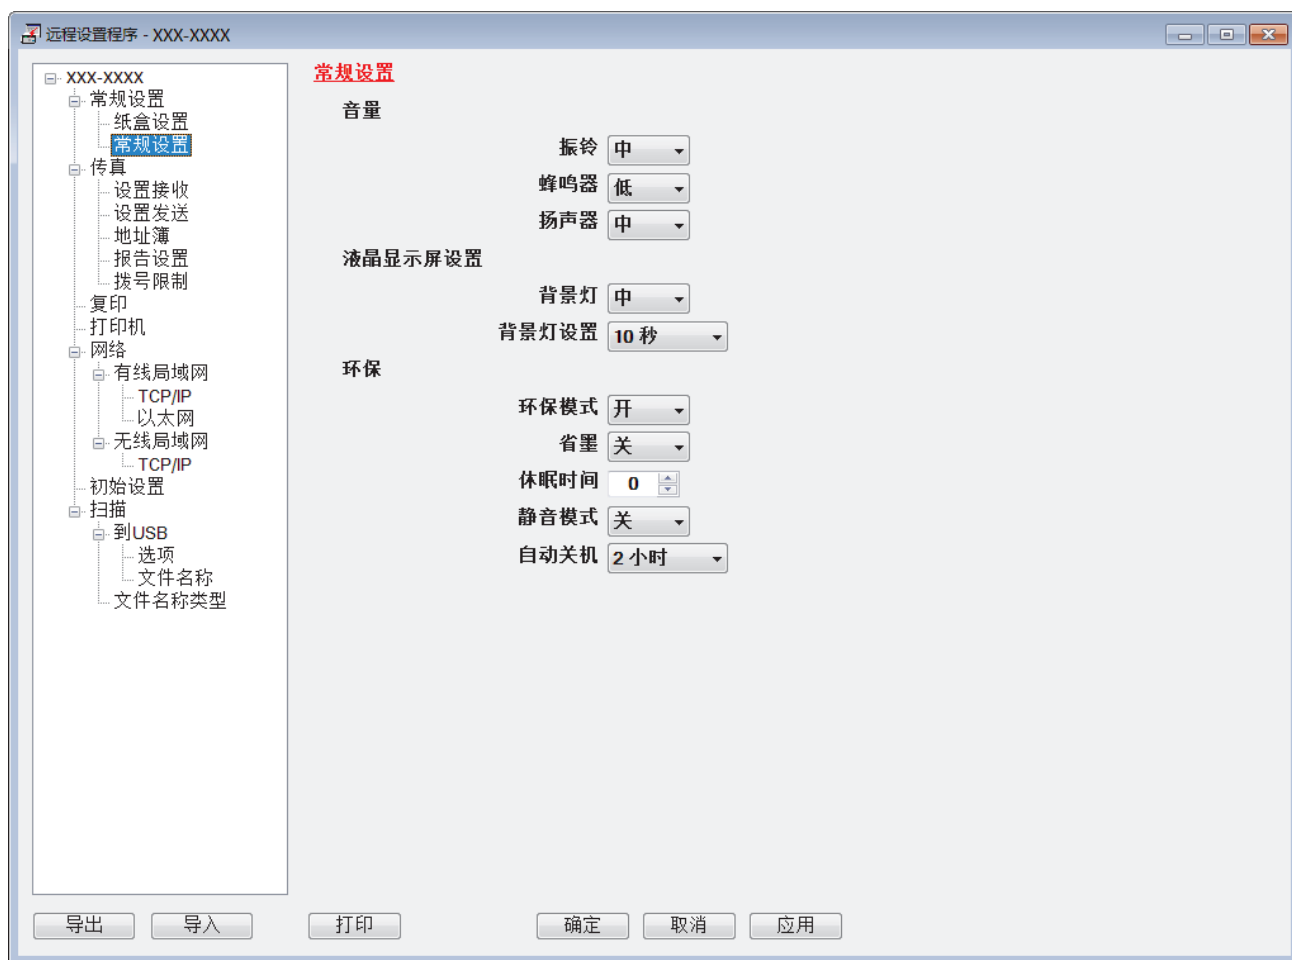 远程设置程序 - XXX-XXXX
XXX-XXXX
常规设置
纸盒设置
常规设置
传真
设置接收
设置发送
地址簿
报告设置
拨号限制
复印
打印机
网络
有线局域网
TCP/IP
以太网
无线局域网
TCP/IP
初始设置
扫描
到USB
选项
文件名称
文件名称类型
常规设置
音量
振铃 中
蜂鸣器 低
扬声器 中
液晶显示屏设置
背景灯 中
背景灯设置 10 秒
环保
环保模式 开
省墨 关
休眠时间 0
静音模式 关
自动关机 2 小时
导出 导入 打印 确定 取消 应用